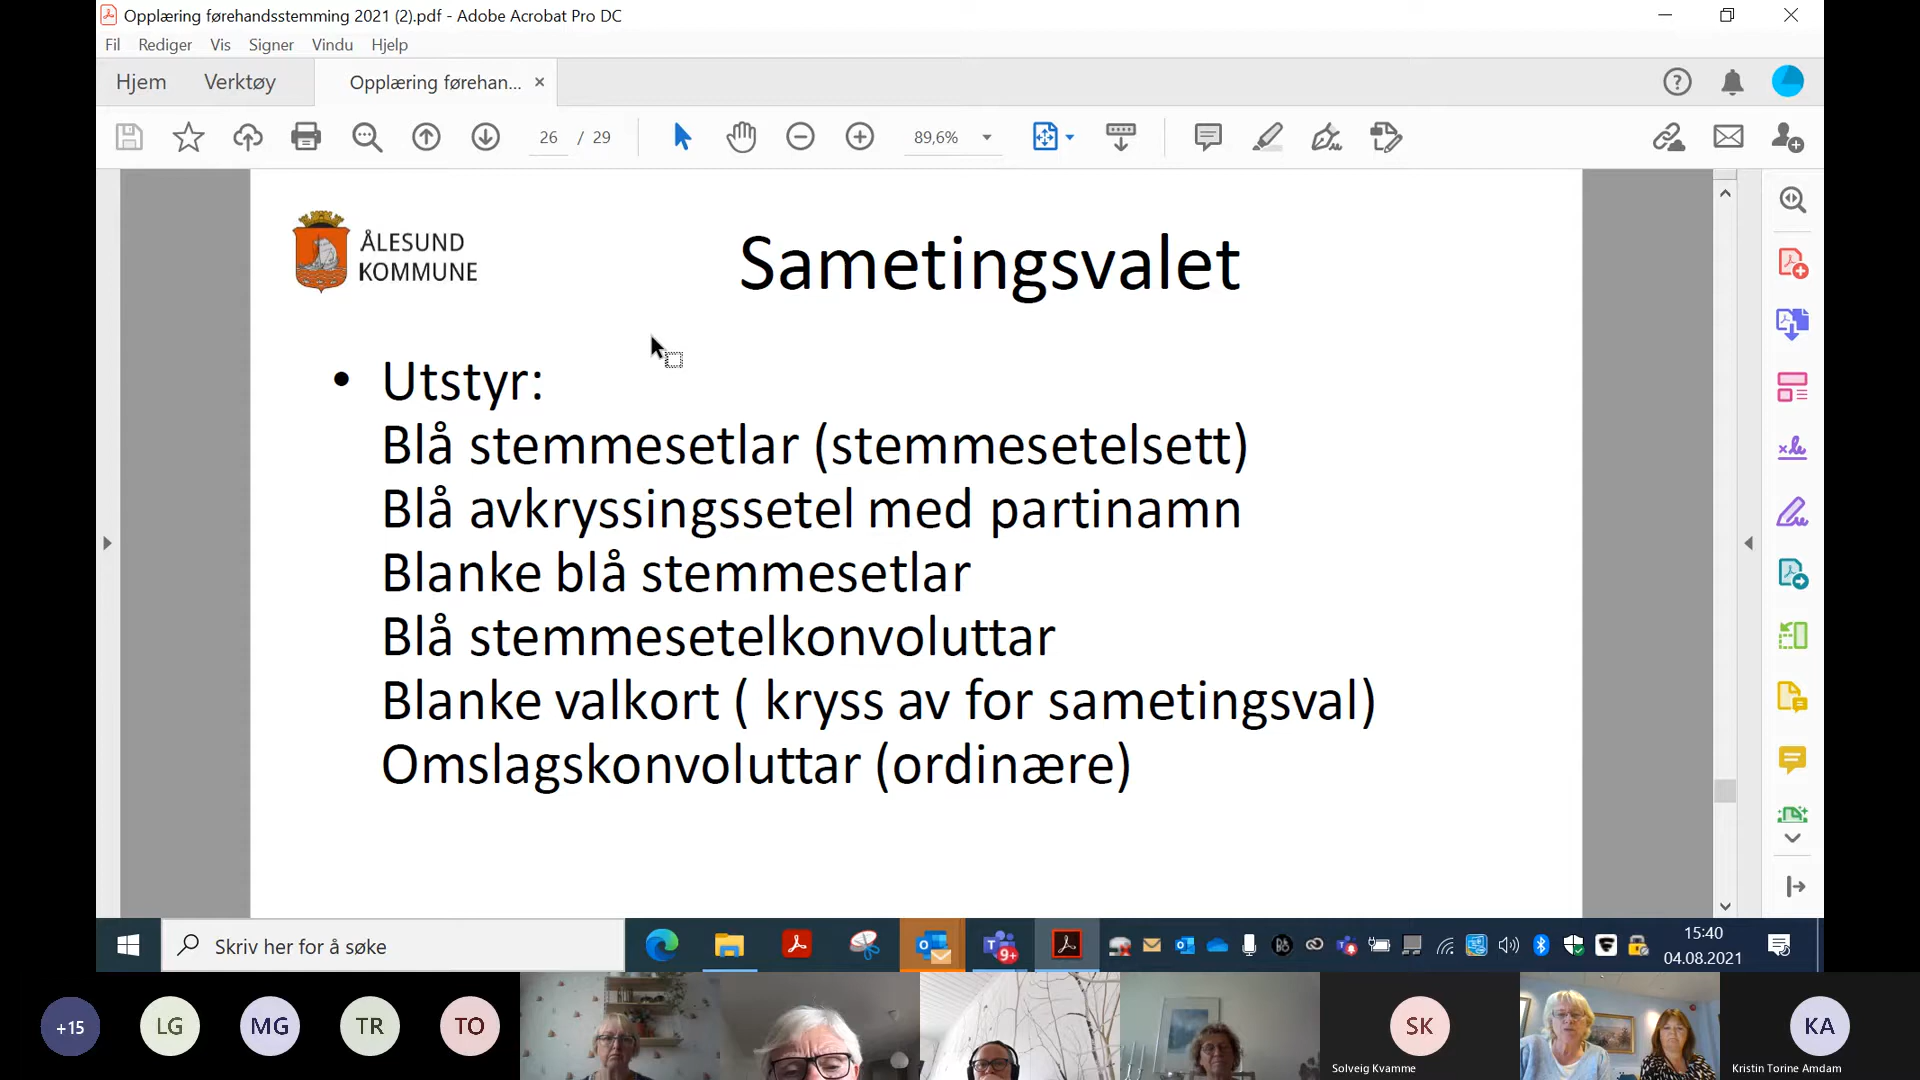 Opplæring førehandsstemming 2021 (2).pdf - Adobe Acrobat Pro DC
Fil Rediger Vis Signer Vindu Hjelp
Hjem Verktøy Opplæring førehan... ×
26 / 29 89,6%
ÅLESUND
KOMMUNE
Sametingsvalet
• Utstyr:
Blå stemmesetlar (stemmesetelsett)
Blå avkryssingssetel med partinamn
Blanke blå stemmesetlar
Blå stemmesetelkonvoluttar
Blanke valkort ( kryss av for sametingsval)
Omslagskonvoluttar (ordinære)
Skriv her for å søke
9+
15:40
04.08.2021
+15 LG MG TR TO SK KA
Solveig Kvamme
Kristin Torine Amdam